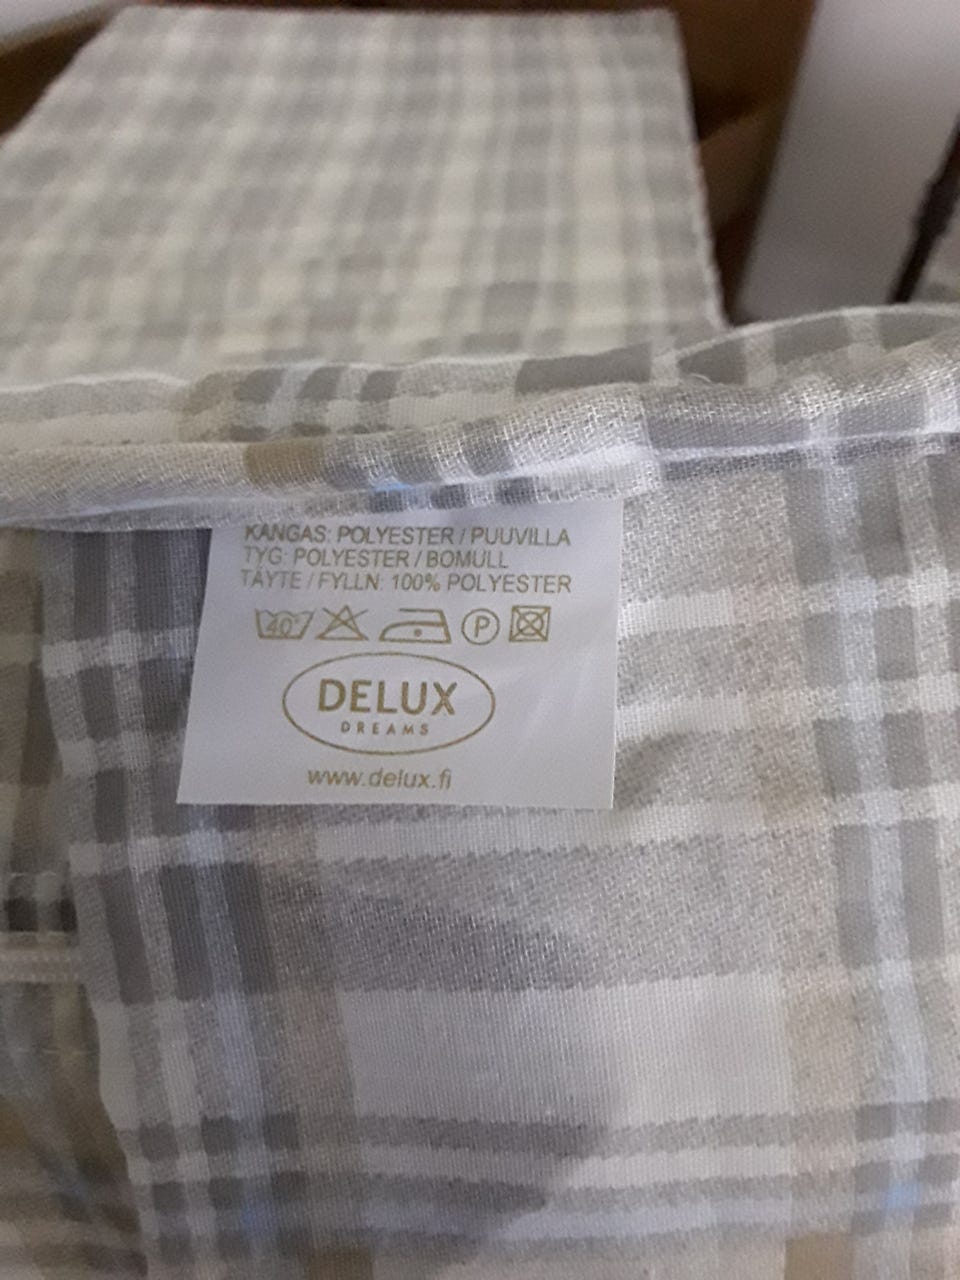 KANGAS: POLYESTER / PUUVILLA
TYG: POLYESTER / BOMULL
TÄYTE / FYLLN: 100% POLYESTER
40° P
DELUX
DREAMS
www.delux.fi